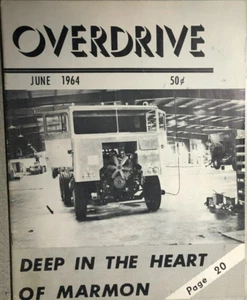 OVERDRIVE
JUNE 1964
50¢
DEEP IN THE HEART
OF MARMON
Page 20